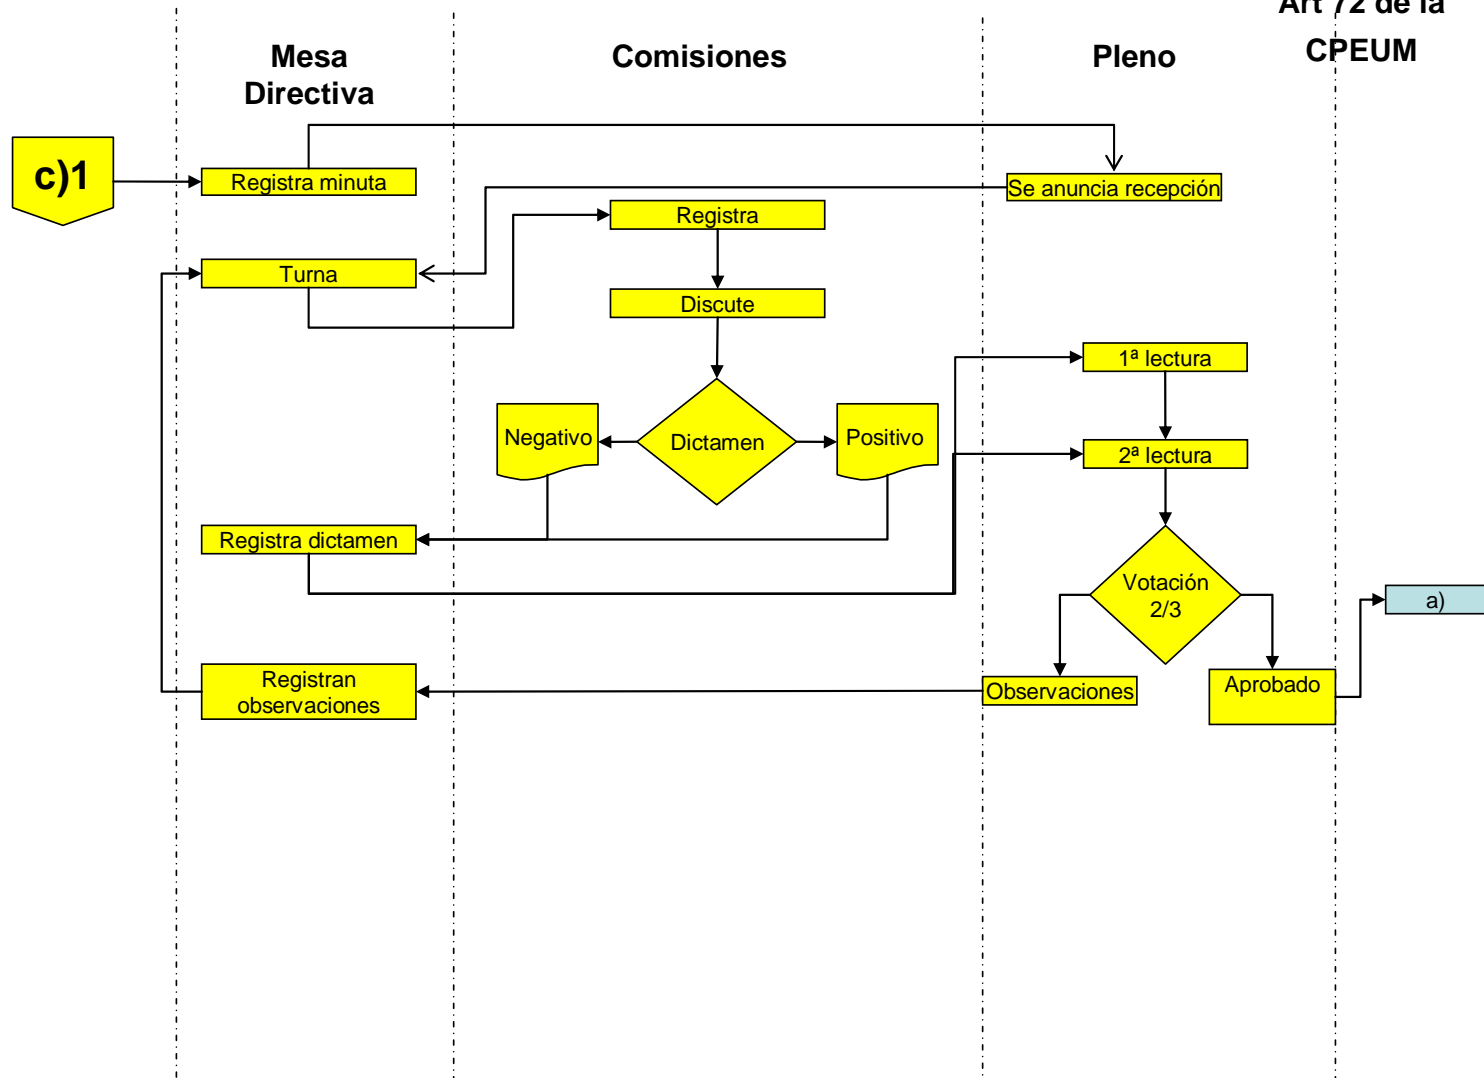 Art 72 de la
CPEUM
Mesa
Directiva
Comisiones
Pleno
c)1
Registra minuta
Se anuncia recepción
Registra
Turna
Discute
1ª lectura
Negativo
Dictamen
Positivo
2ª lectura
Registra dictamen
Votación
2/3
a)
Registran
observaciones
Observaciones
Aprobado